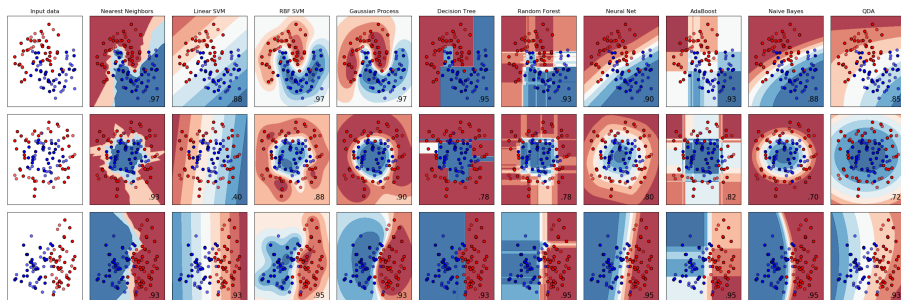 Input data
Nearest Neighbors
Linear SVM
RBF SVM
Gaussian Process
Decision Tree
Random Forest
Neural Net
AdaBoost
Naive Bayes
QDA
.97 .88 .97 .97 .95 .93 .90 .93 .88 .85
.93 .40 .88 .90 .78 .78 .80 .82 .70 .72
.93 .93 .95 .93 .93 .95 .95 .95 .95 .93